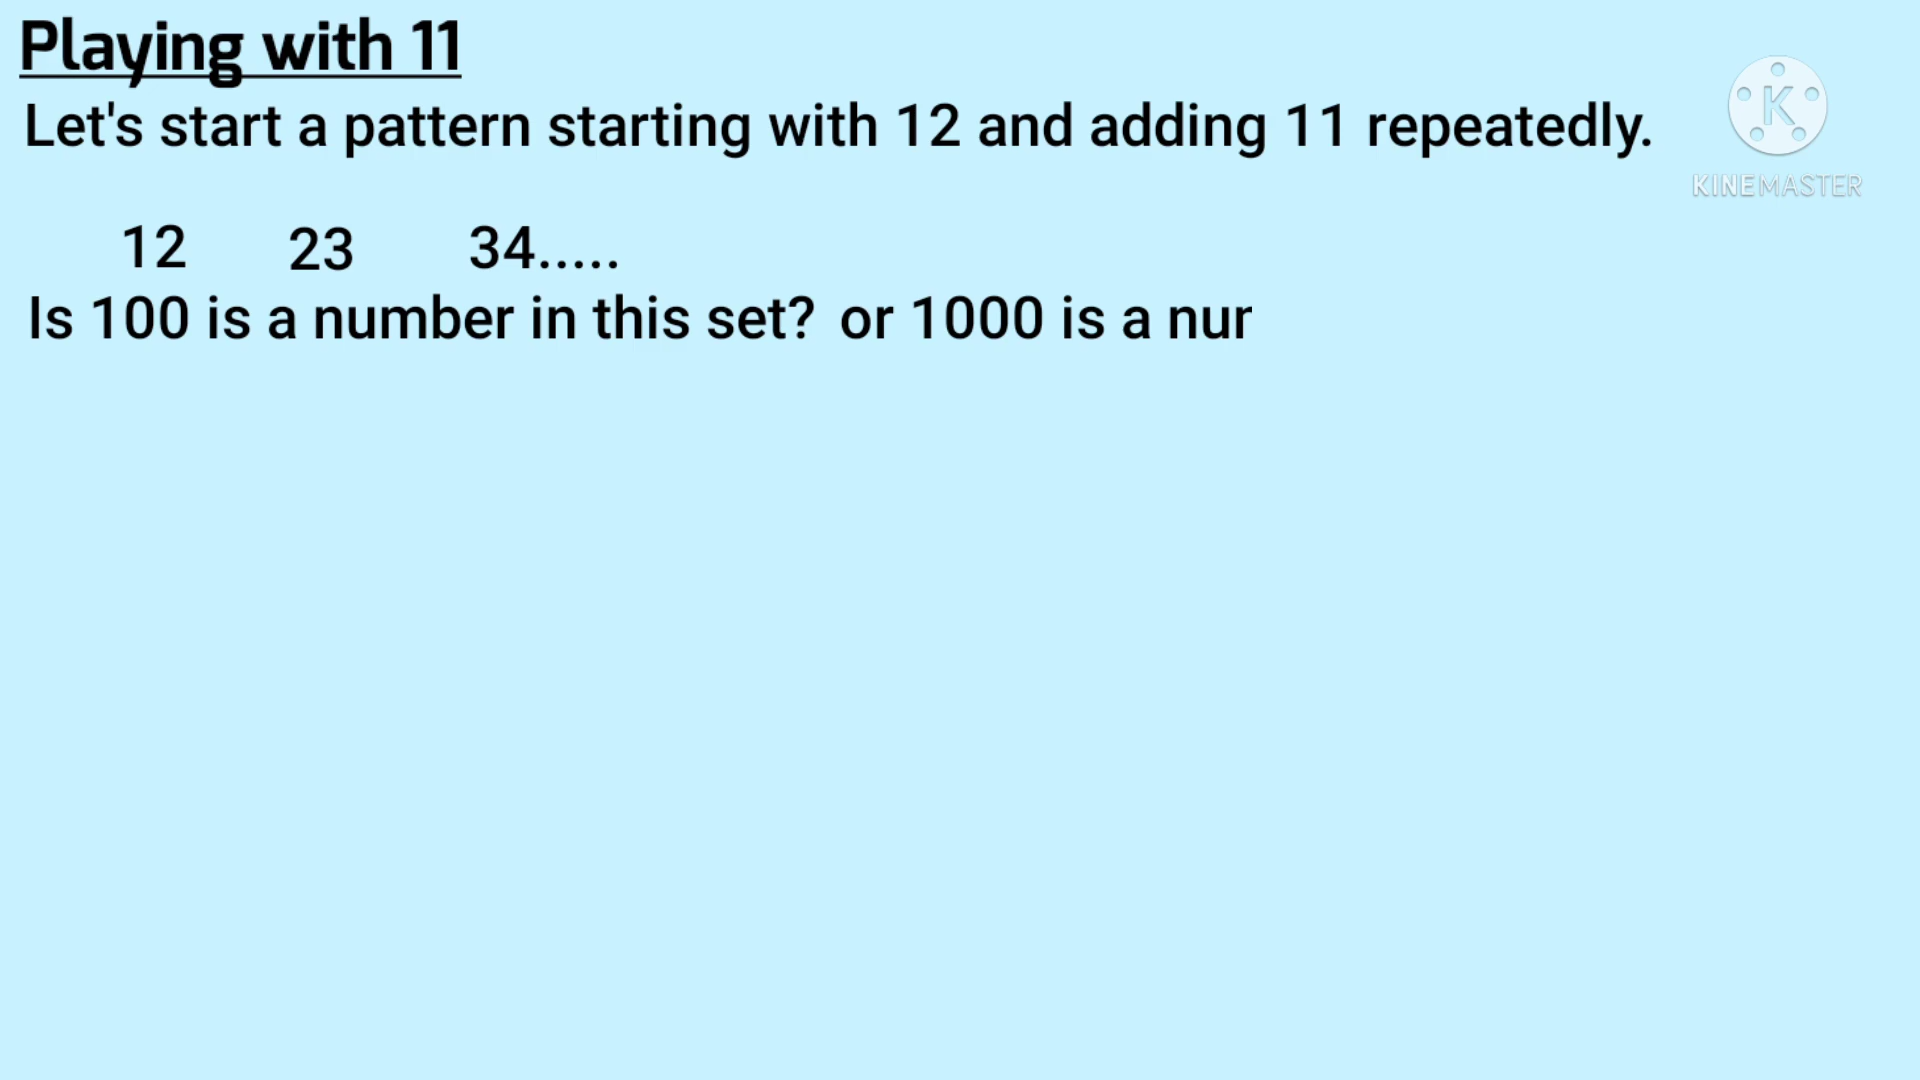 Playing with 11
Let's start a pattern starting with 12 and adding 11 repeatedly.
KINEMASTER
12 23 34.....
Is 100 is a number in this set? or 1000 is a nur